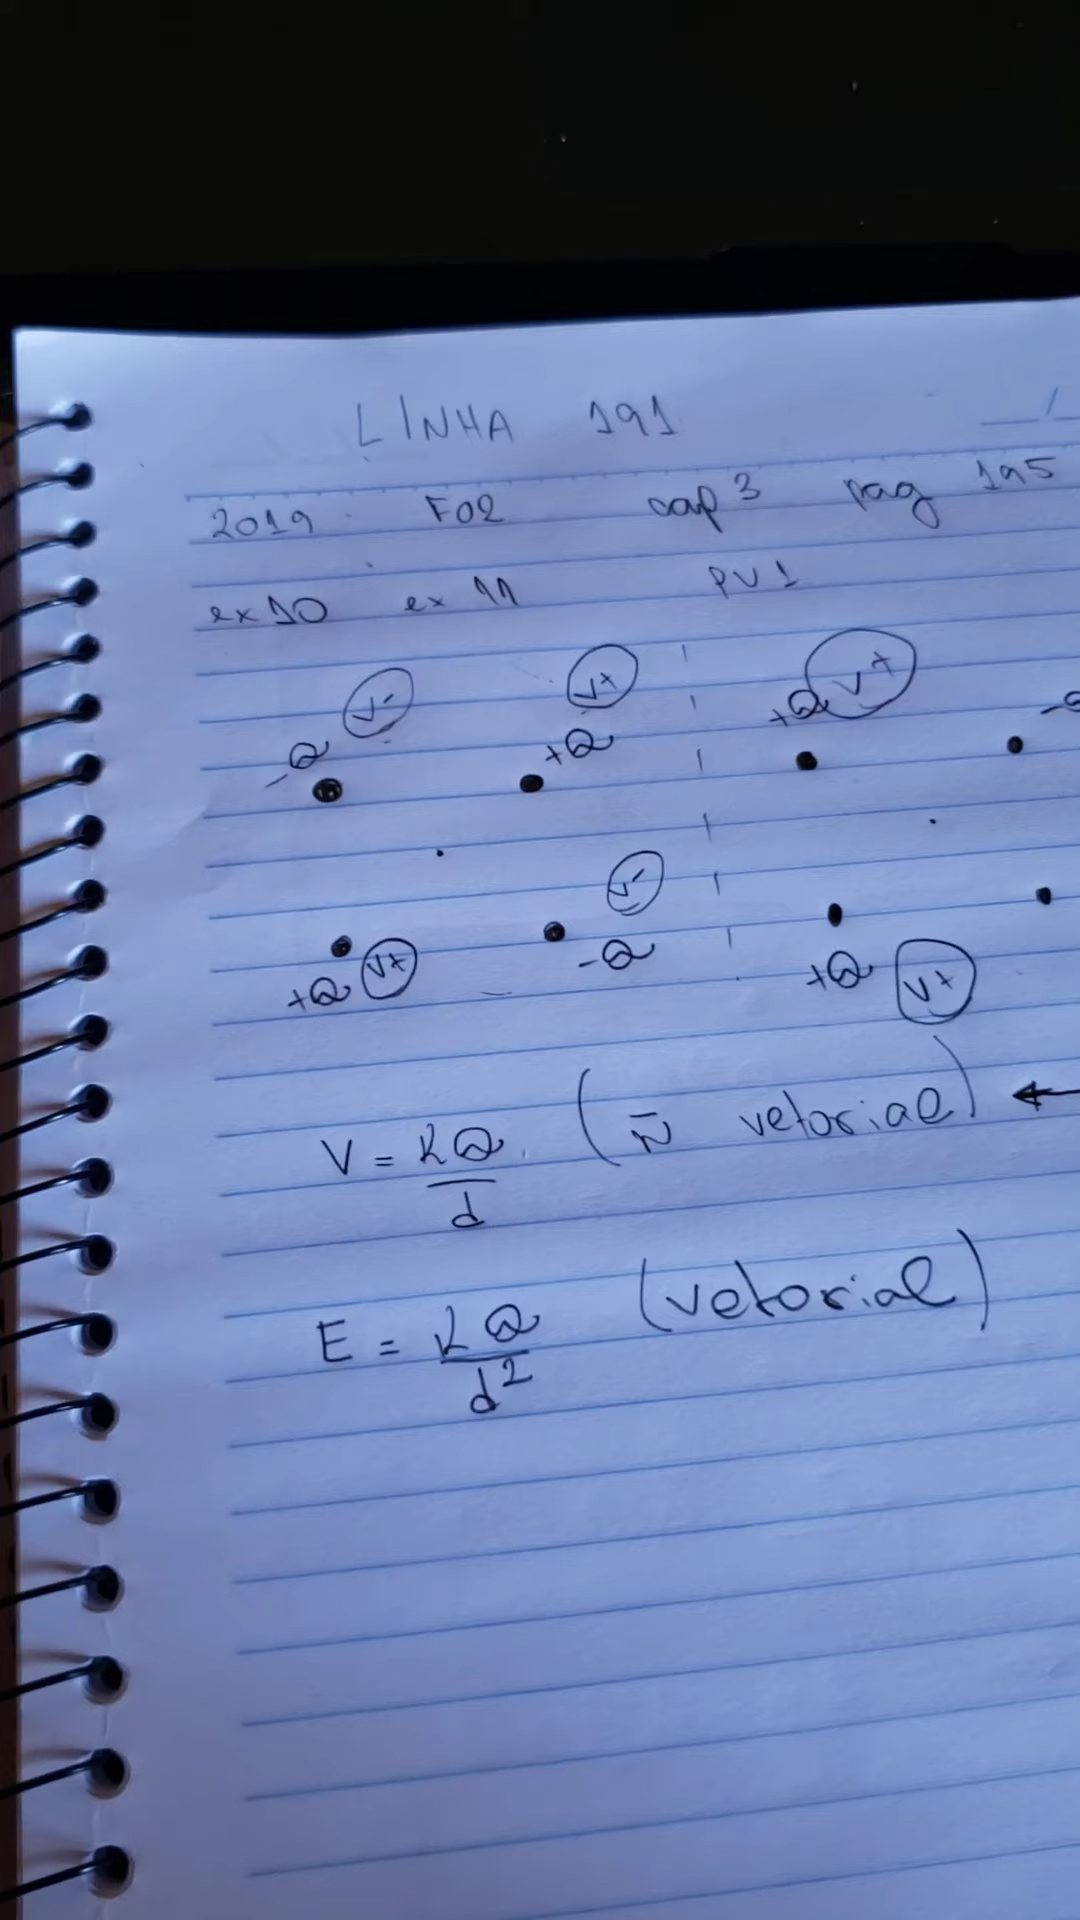 LINHA 191
2019 F02 cap 3 pag 195
ex 10 ex 11 PV1
V- V+ V+
-Q +Q +Q
V-
+Q V+ -Q +Q V+
V = KQ/d (Ñ vetorial) ←
E = KQ/d² (vetorial)